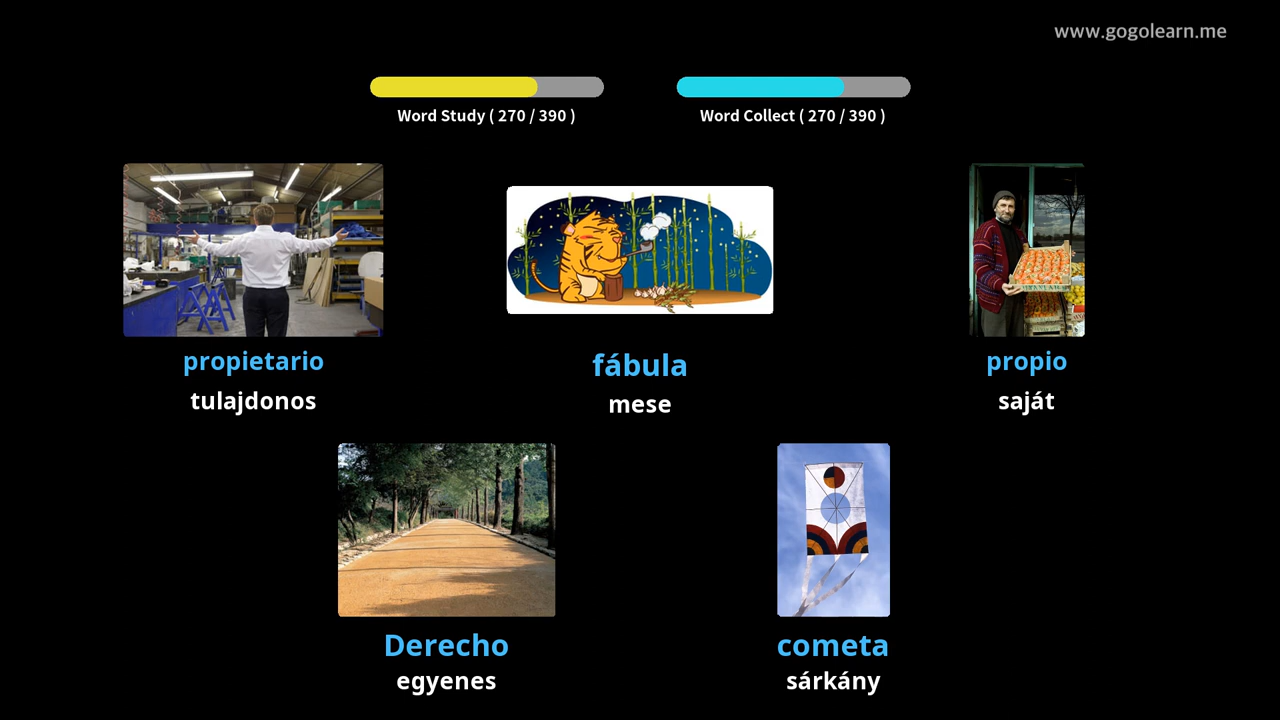 www.gogolearn.me
Word Study ( 270 / 390 )
Word Collect ( 270 / 390 )
propietario
tulajdonos
fábula
mese
propio
saját
Derecho
egyenes
cometa
sárkány